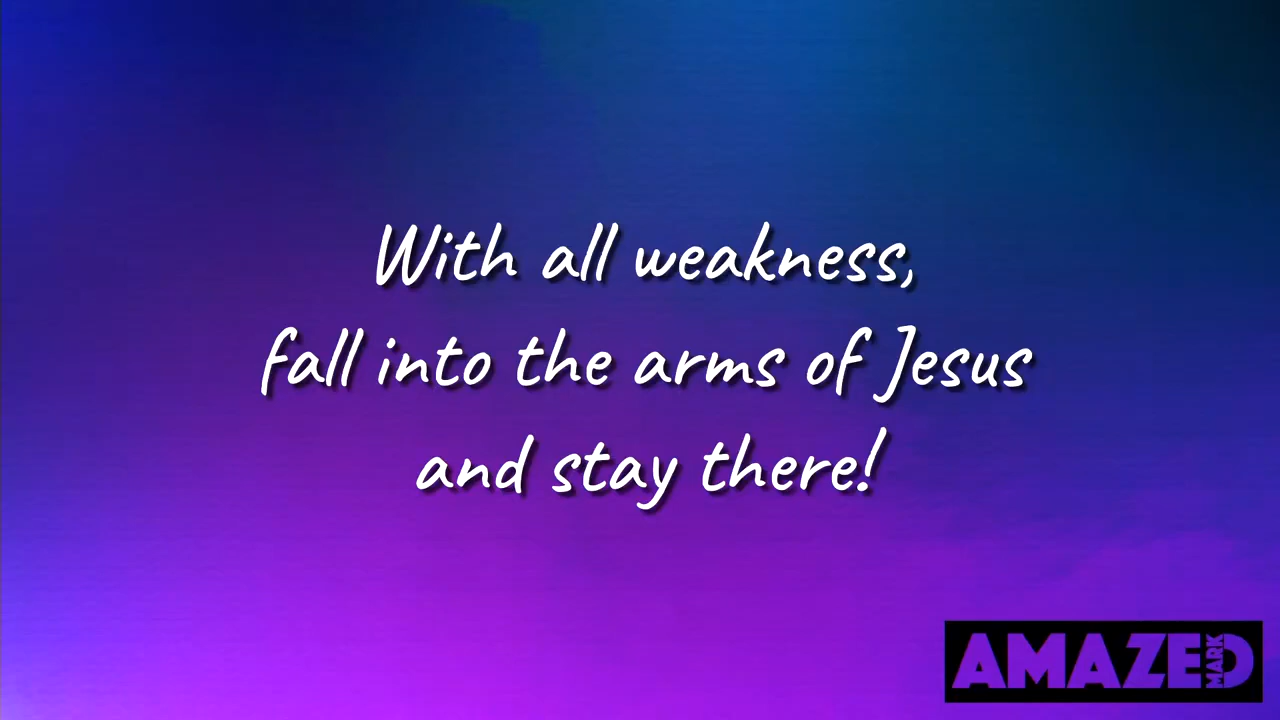 With all weakness,
fall into the arms of Jesus
and stay there!
AMAZED
MARK